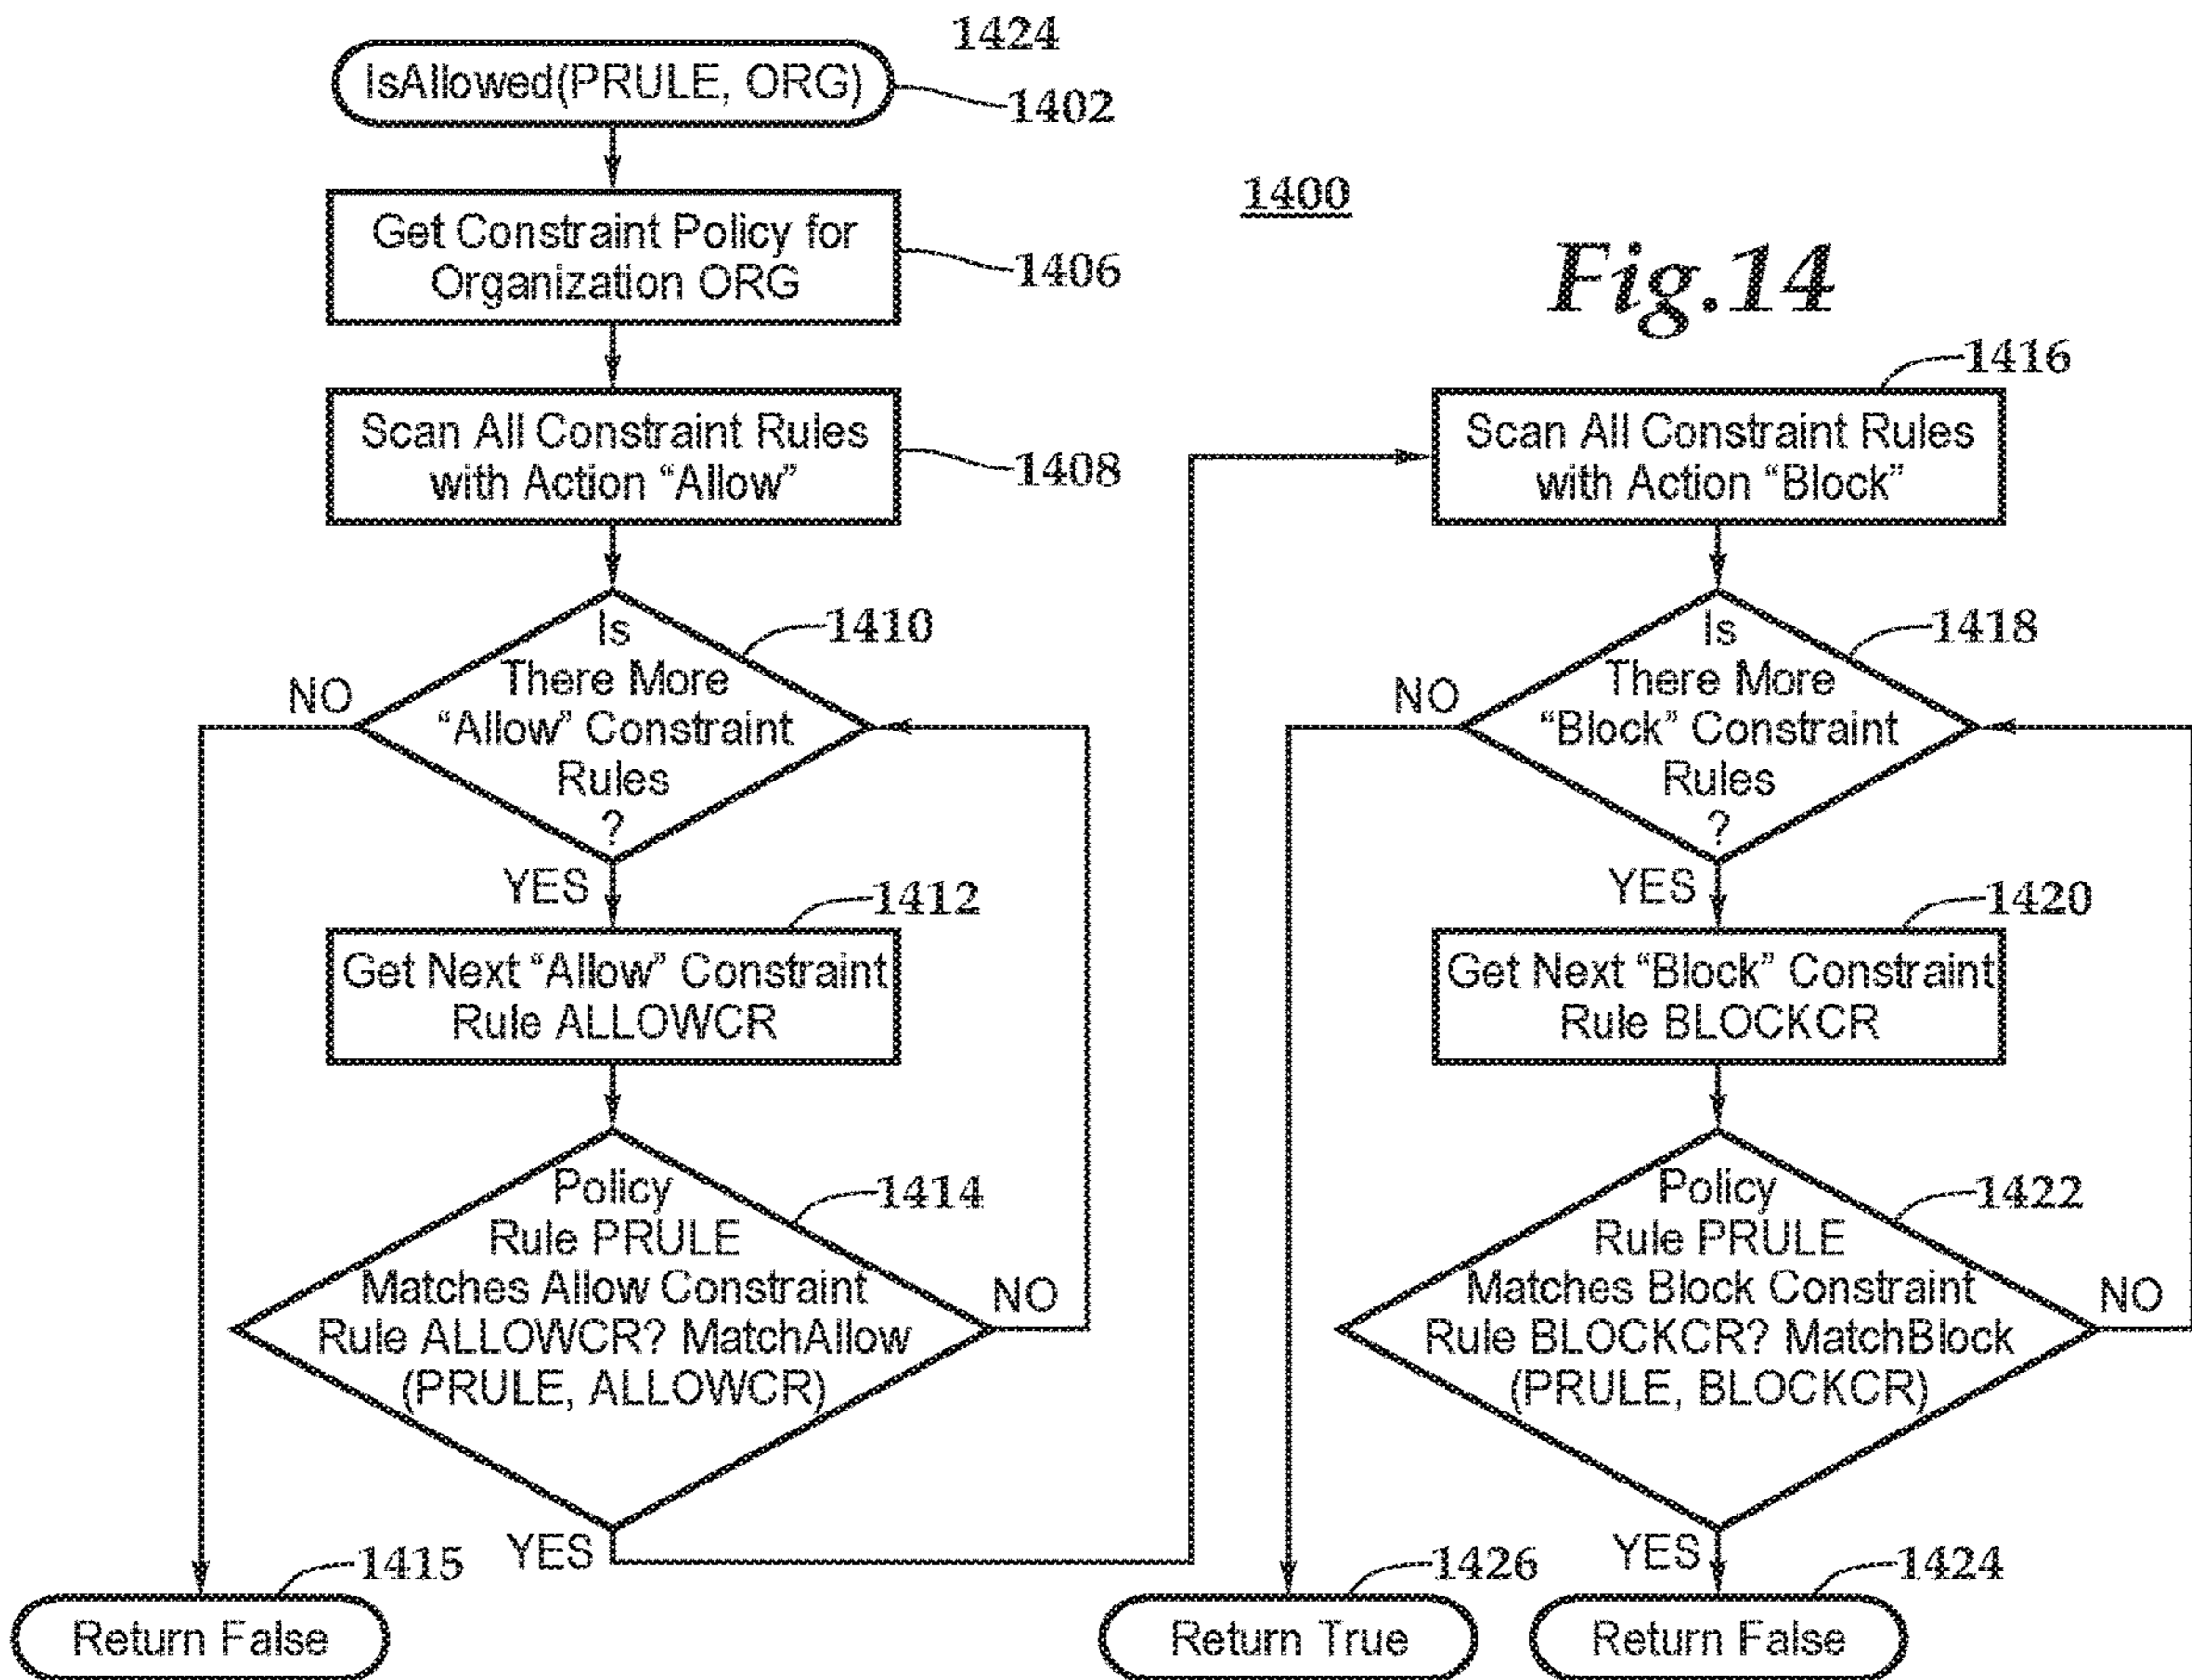 1424
IsAllowed(PRULE, ORG)
1402
Get Constraint Policy for
Organization ORG
1406
1400
Fig.14
Scan All Constraint Rules
with Action “Allow”
1408
Is
There More
“Allow” Constraint
Rules
?
1410
NO
YES
1412
Get Next “Allow” Constraint
Rule ALLOWCR
Policy
Rule PRULE
Matches Allow Constraint
Rule ALLOWCR? MatchAllow
(PRULE, ALLOWCR)
1414
NO
YES
1415
Return False
1416
Scan All Constraint Rules
with Action “Block”
Is
There More
“Block” Constraint
Rules
?
1418
NO
YES
1420
Get Next “Block” Constraint
Rule BLOCKCR
Policy
Rule PRULE
Matches Block Constraint
Rule BLOCKCR? MatchBlock
(PRULE, BLOCKCR)
1422
NO
YES
1426
Return True
1424
Return False